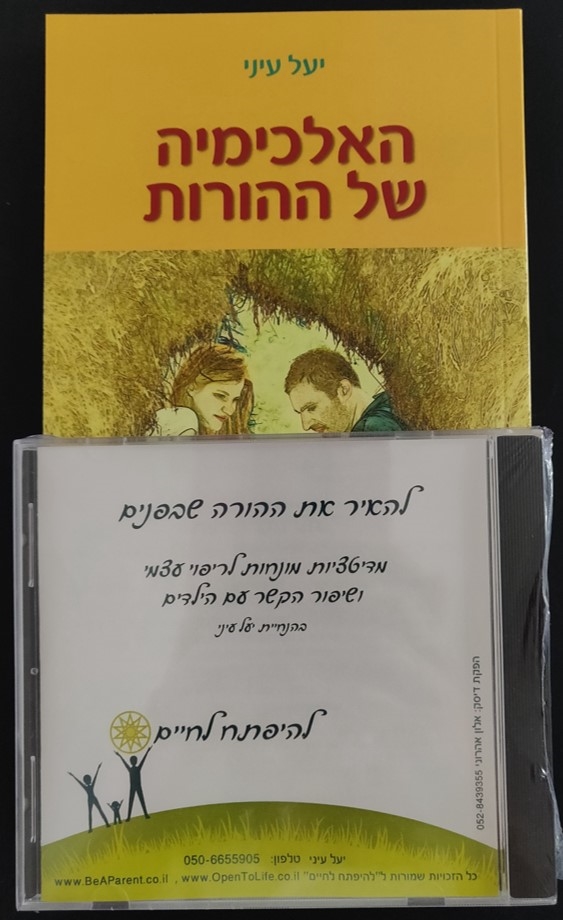 יעל עיני
האלכימיה
של ההורות
להאיר את ההורה שבפנים
מדיטציות מונחות לריפוי עצמי
ושיפור הקשר עם הילדים
בהנחיית יעל עיני
להיפתח לחיים
הפקת דיסק: אלון אהרוני 052-8439355
יעל עיני טלפון: 050-6655905
כל הזכויות שמורות ל"להיפתח לחיים" www.BeAParent.co.il , www.OpenToLife.co.il